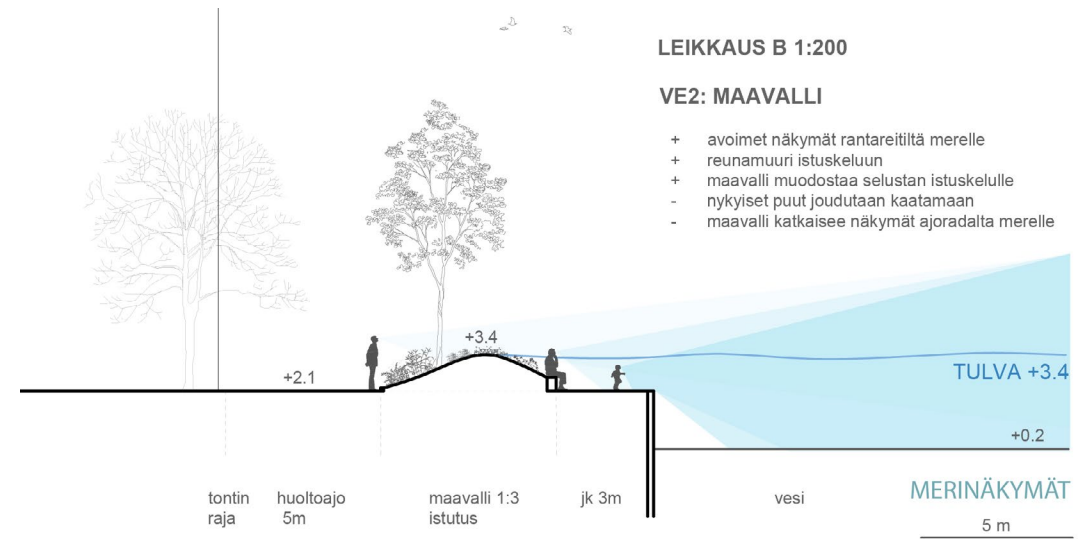 LEIKKAUS B 1:200
VE2: MAAVALLI
+ avoimet näkymät rantareitiltä merelle
+ reunamuuri istuskeluun
+ maavalli muodostaa selustan istuskelulle
- nykyiset puut joudutaan kaatamaan
- maavalli katkaisee näkymät ajoradalta merelle
+3.4
+2.1
TULVA +3.4
+0.2
tontin raja
huoltoajo 5m
maavalli 1:3 istutus
jk 3m
vesi
MERINÄKYMÄT
5 m